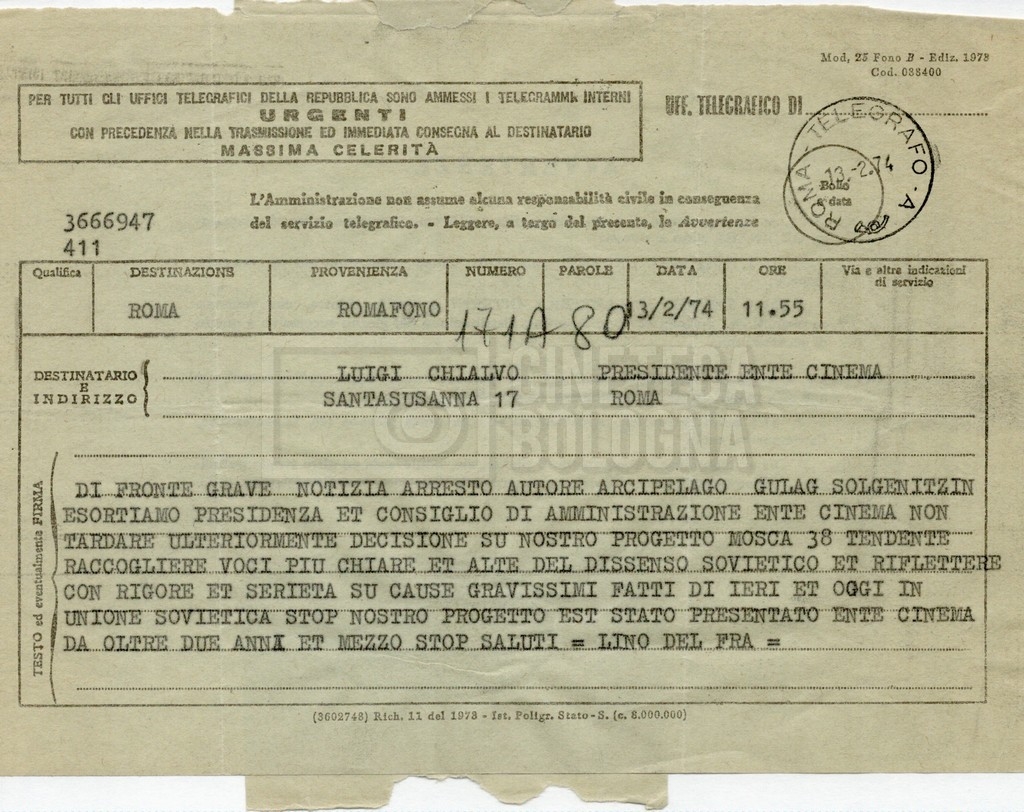 Mod, 25 Fono B - Ediz. 1973
Cod. 038400
PER TUTTI GLI UFFICI TELEGRAFICI DELLA REPUBBLICA SONO AMMESSI I TELEGRAMMI INTERNI
URGENTI
CON PRECEDENZA NELLA TRASMISSIONE ED IMMEDIATA CONSEGNA AL DESTINATARIO
MASSIMA CELERITÀ
UFF. TELEGRAFICO DI
ROMA - TELEGRAFO - A
13.-2.74
Bollo
e data
L'Amministrazione non assume alcuna responsabilità civile in conseguenza
del servizio telegrafico. - Leggere, a tergo del presente, le Avvertenze
3666947
411
Qualifica DESTINAZIONE PROVENIENZA NUMERO PAROLE DATA ORE Via e altre indicazioni
di servizio
ROMA ROMAFONO 171A 80 13/2/74 11.55
DESTINATARIO
E
INDIRIZZO
LUIGI CHIALVO PRESIDENTE ENTE CINEMA
SANTASUSANNA 17 ROMA
CINETECA
BOLOGNA
TESTO ed eventualmente FIRMA
DI FRONTE GRAVE NOTIZIA ARRESTO AUTORE ARCIPELAGO GULAG SOLGENITZIN
ESORTIAMO PRESIDENZA ET CONSIGLIO DI AMMINISTRAZIONE ENTE CINEMA NON
TARDARE ULTERIORMENTE DECISIONE SU NOSTRO PROGETTO MOSCA 38 TENDENTE
RACCOGLIERE VOCI PIU CHIARE ET ALTE DEL DISSENSO SOVIETICO ET RIFLETTERE
CON RIGORE ET SERIETA SU CAUSE GRAVISSIMI FATTI DI IERI ET OGGI IN
UNIONE SOVIETICA STOP NOSTRO PROGETTO EST STATO PRESENTATO ENTE CINEMA
DA OLTRE DUE ANNI ET MEZZO STOP SALUTI = LINO DEL FRA =
(3602748) Rich. 11 del 1973 - Ist. Poligr. Stato - S. (c. 8.000.000)